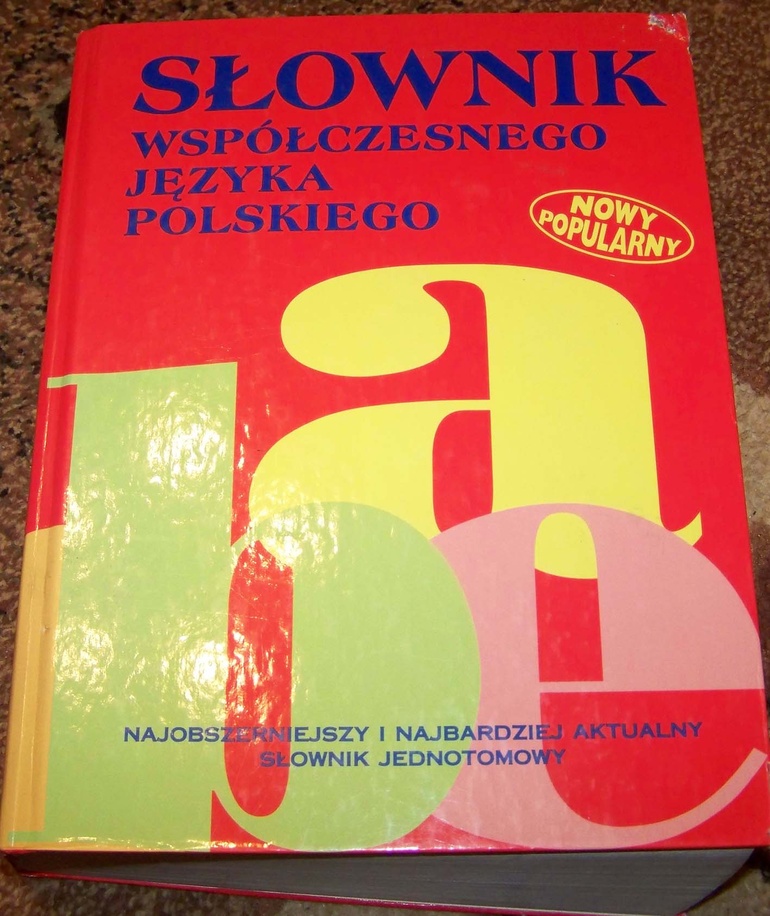 SŁOWNIK
WSPÓŁCZESNEGO
JĘZYKA
POLSKIEGO
NOWY
POPULARNY
a
b e
NAJOBSZERNIEJSZY I NAJBARDZIEJ AKTUALNY
SŁOWNIK JEDNOTOMOWY